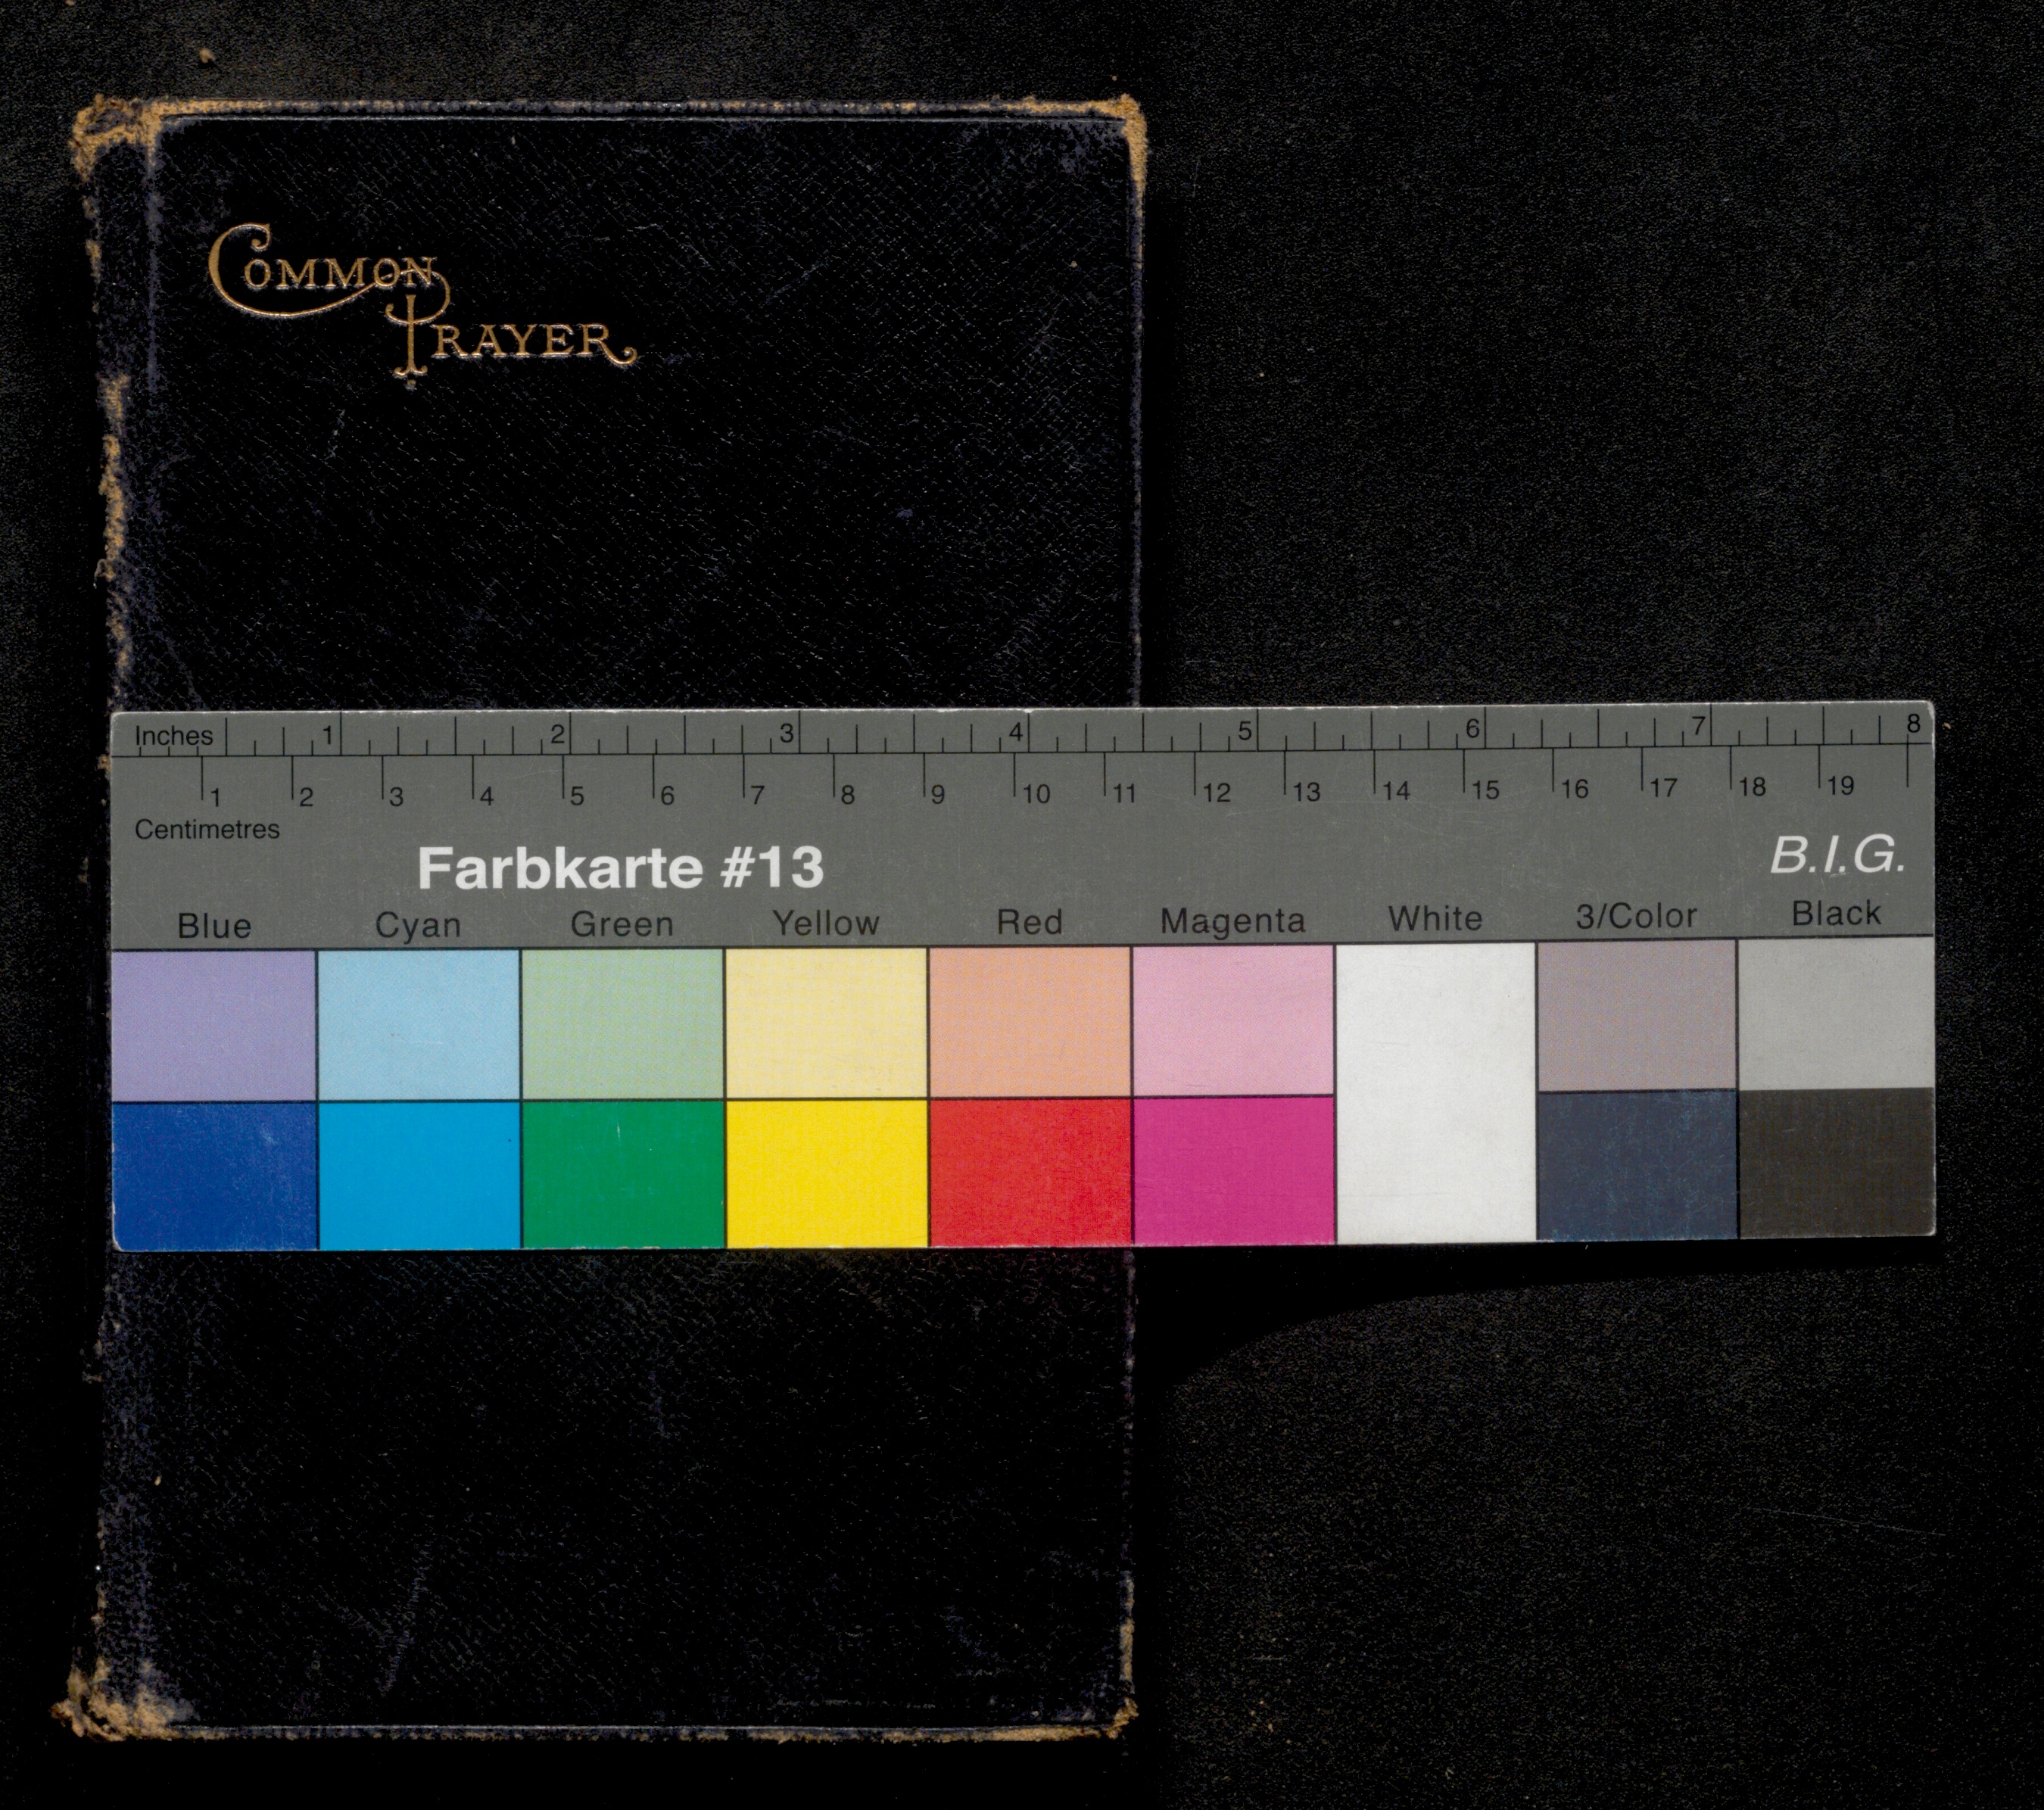 COMMON
PRAYER
Inches 1 2 3 4 5 6 7 8
1 2 3 4 5 6 7 8 9 10 11 12 13 14 15 16 17 18 19
Centimetres
Farbkarte #13 B.I.G.
Blue Cyan Green Yellow Red Magenta White 3/Color Black